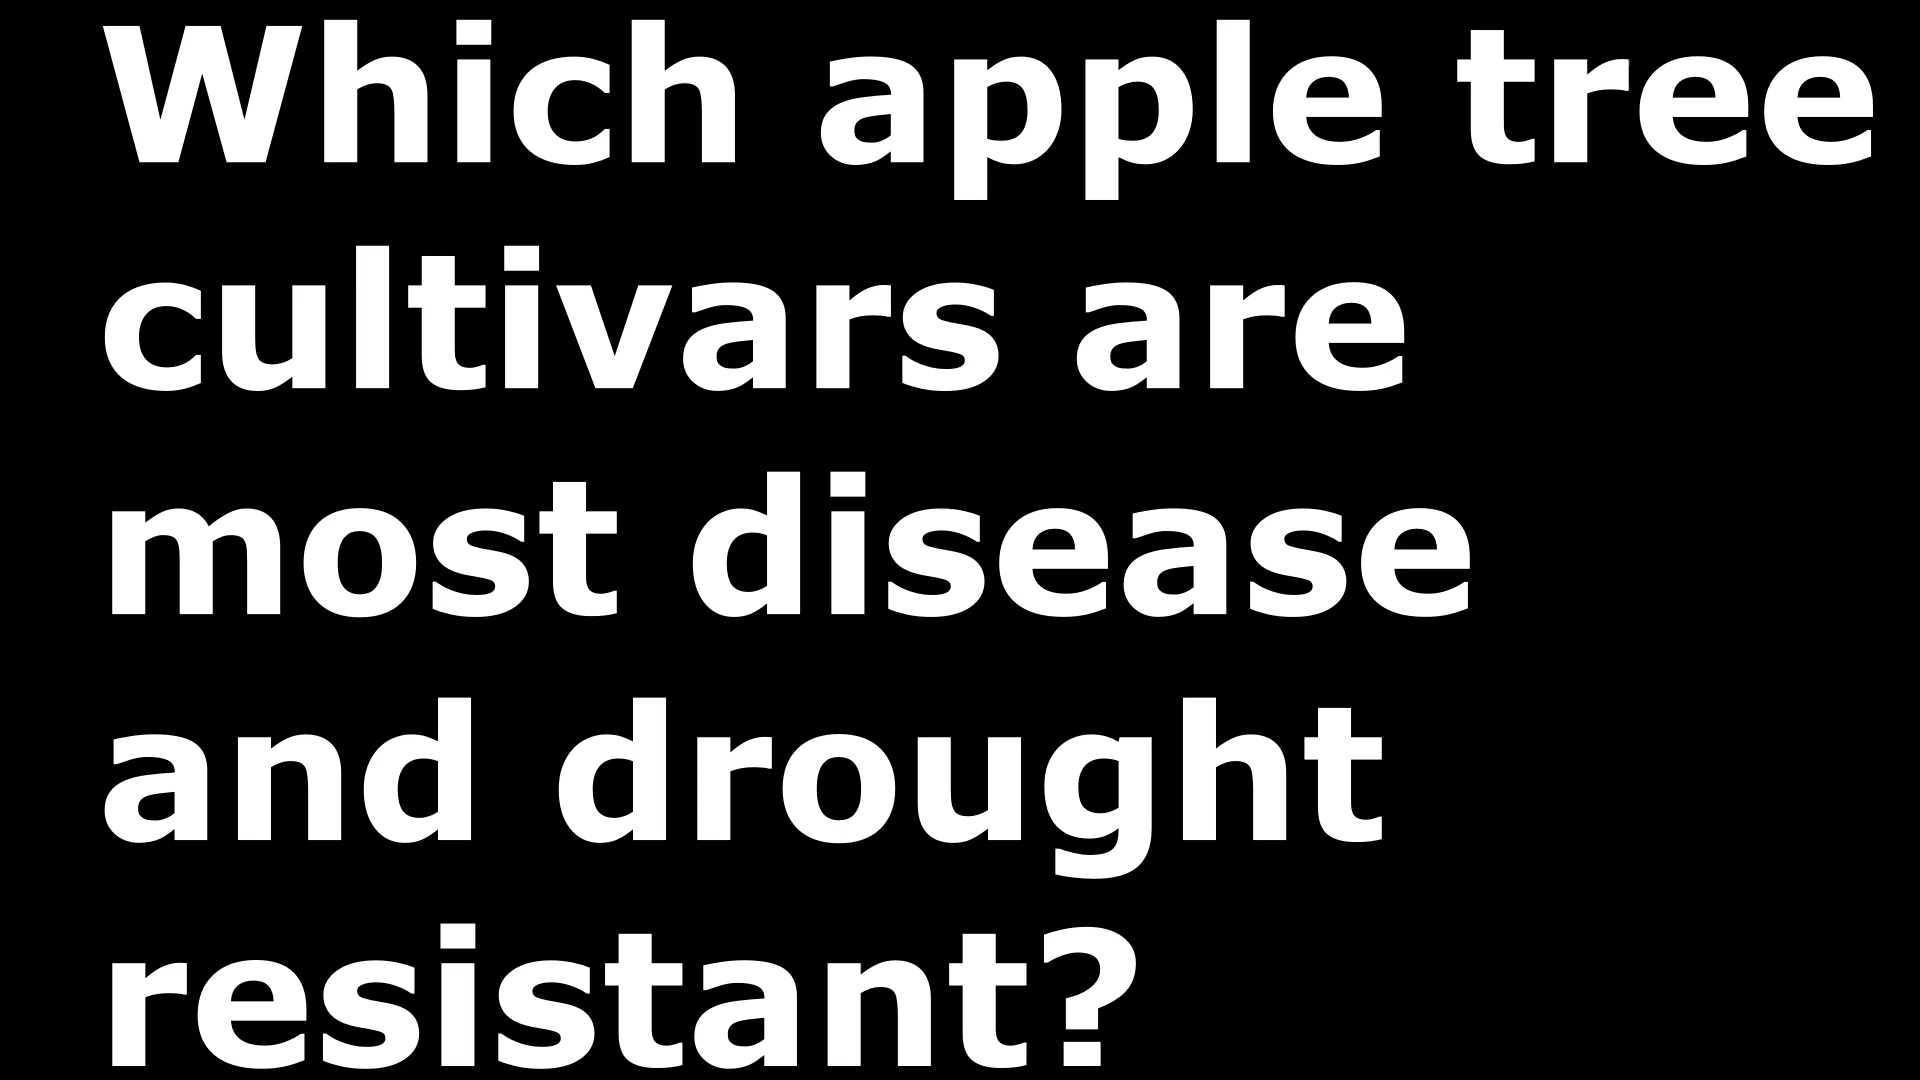 Which apple tree
cultivars are
most disease
and drought
resistant?